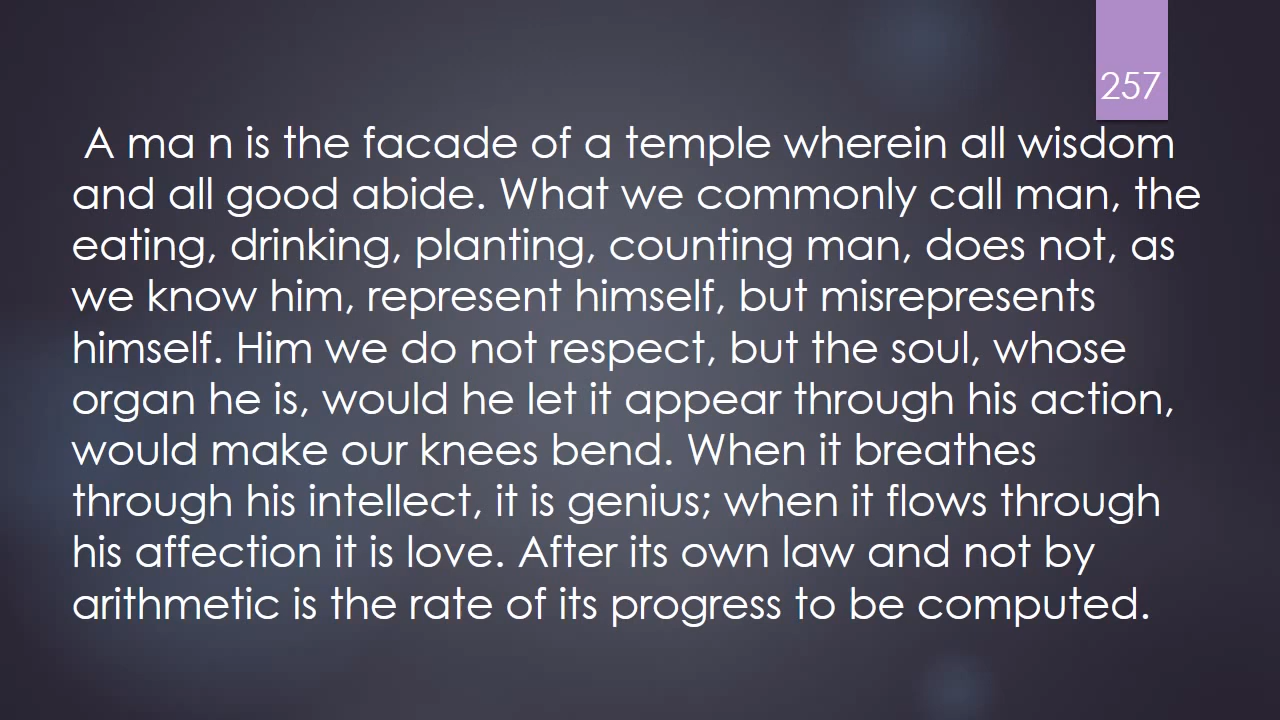 257
A ma n is the facade of a temple wherein all wisdom
and all good abide. What we commonly call man, the
eating, drinking, planting, counting man, does not, as
we know him, represent himself, but misrepresents
himself. Him we do not respect, but the soul, whose
organ he is, would he let it appear through his action,
would make our knees bend. When it breathes
through his intellect, it is genius; when it flows through
his affection it is love. After its own law and not by
arithmetic is the rate of its progress to be computed.